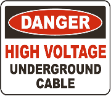 DANGER
HIGH VOLTAGE
UNDERGROUND
CABLE